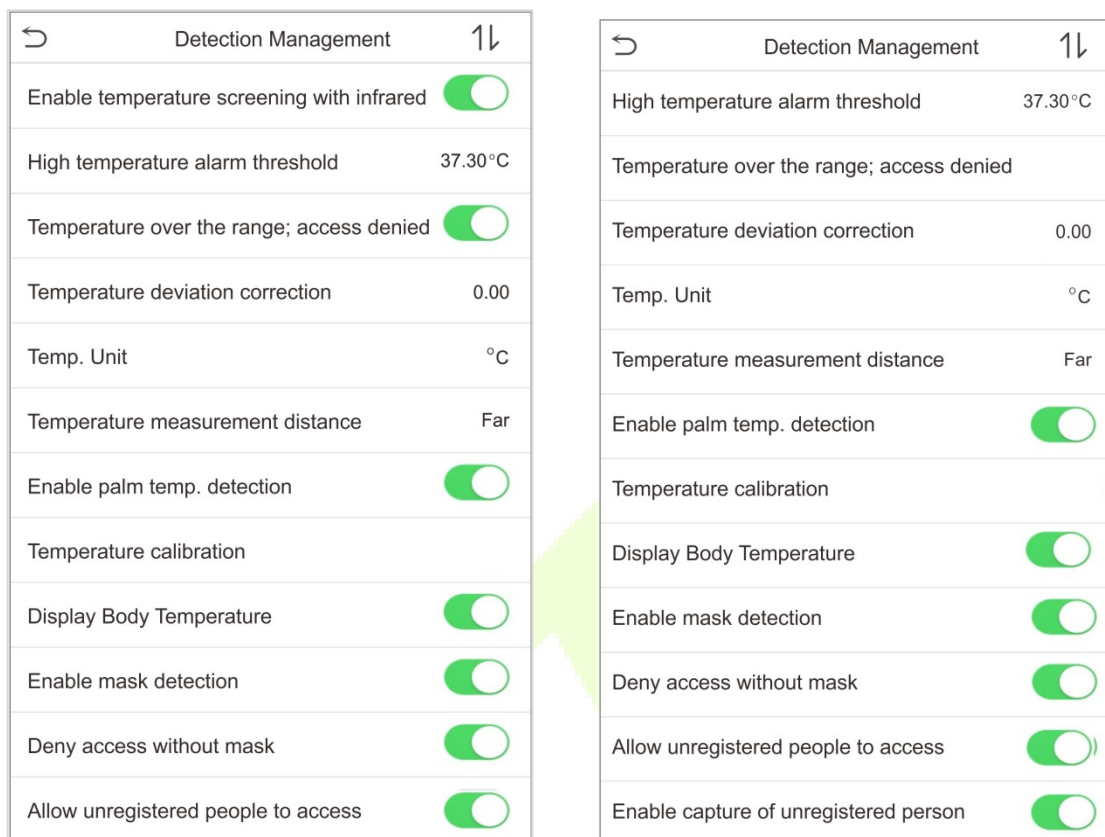 Detection Management
Enable temperature screening with infrared
High temperature alarm threshold 37.30°C
Temperature over the range; access denied
Temperature deviation correction 0.00
Temp. Unit °C
Temperature measurement distance Far
Enable palm temp. detection
Temperature calibration
Display Body Temperature
Enable mask detection
Deny access without mask
Allow unregistered people to access
Detection Management
High temperature alarm threshold 37.30°C
Temperature over the range; access denied
Temperature deviation correction 0.00
Temp. Unit °C
Temperature measurement distance Far
Enable palm temp. detection
Temperature calibration
Display Body Temperature
Enable mask detection
Deny access without mask
Allow unregistered people to access
Enable capture of unregistered person